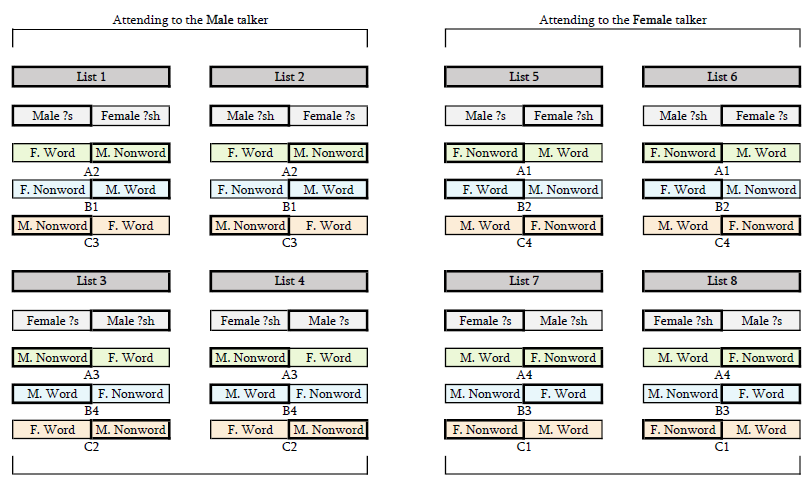 Attending to the Male talker Attending to the Female talker
List 1 List 2 List 5 List 6
Male ?s Female ?sh Male ?sh Female ?s Male ?s Female ?sh Male ?sh Female ?s
F. Word M. Nonword F. Word M. Nonword F. Nonword M. Word F. Nonword M. Word
A2 A2 A1 A1
F. Nonword M. Word F. Nonword M. Word F. Word M. Nonword F. Word M. Nonword
B1 B1 B2 B2
M. Nonword F. Word M. Nonword F. Word M. Word F. Nonword M. Word F. Nonword
C3 C3 C4 C4
List 3 List 4 List 7 List 8
Female ?s Male ?sh Female ?sh Male ?s Female ?s Male ?sh Female ?sh Male ?s
M. Nonword F. Word M. Nonword F. Word M. Word F. Nonword M. Word F. Nonword
A3 A3 A4 A4
M. Word F. Nonword M. Word F. Nonword M. Nonword F. Word M. Nonword F. Word
B4 B4 B3 B3
F. Word M. Nonword F. Word M. Nonword F. Nonword M. Word F. Nonword M. Word
C2 C2 C1 C1